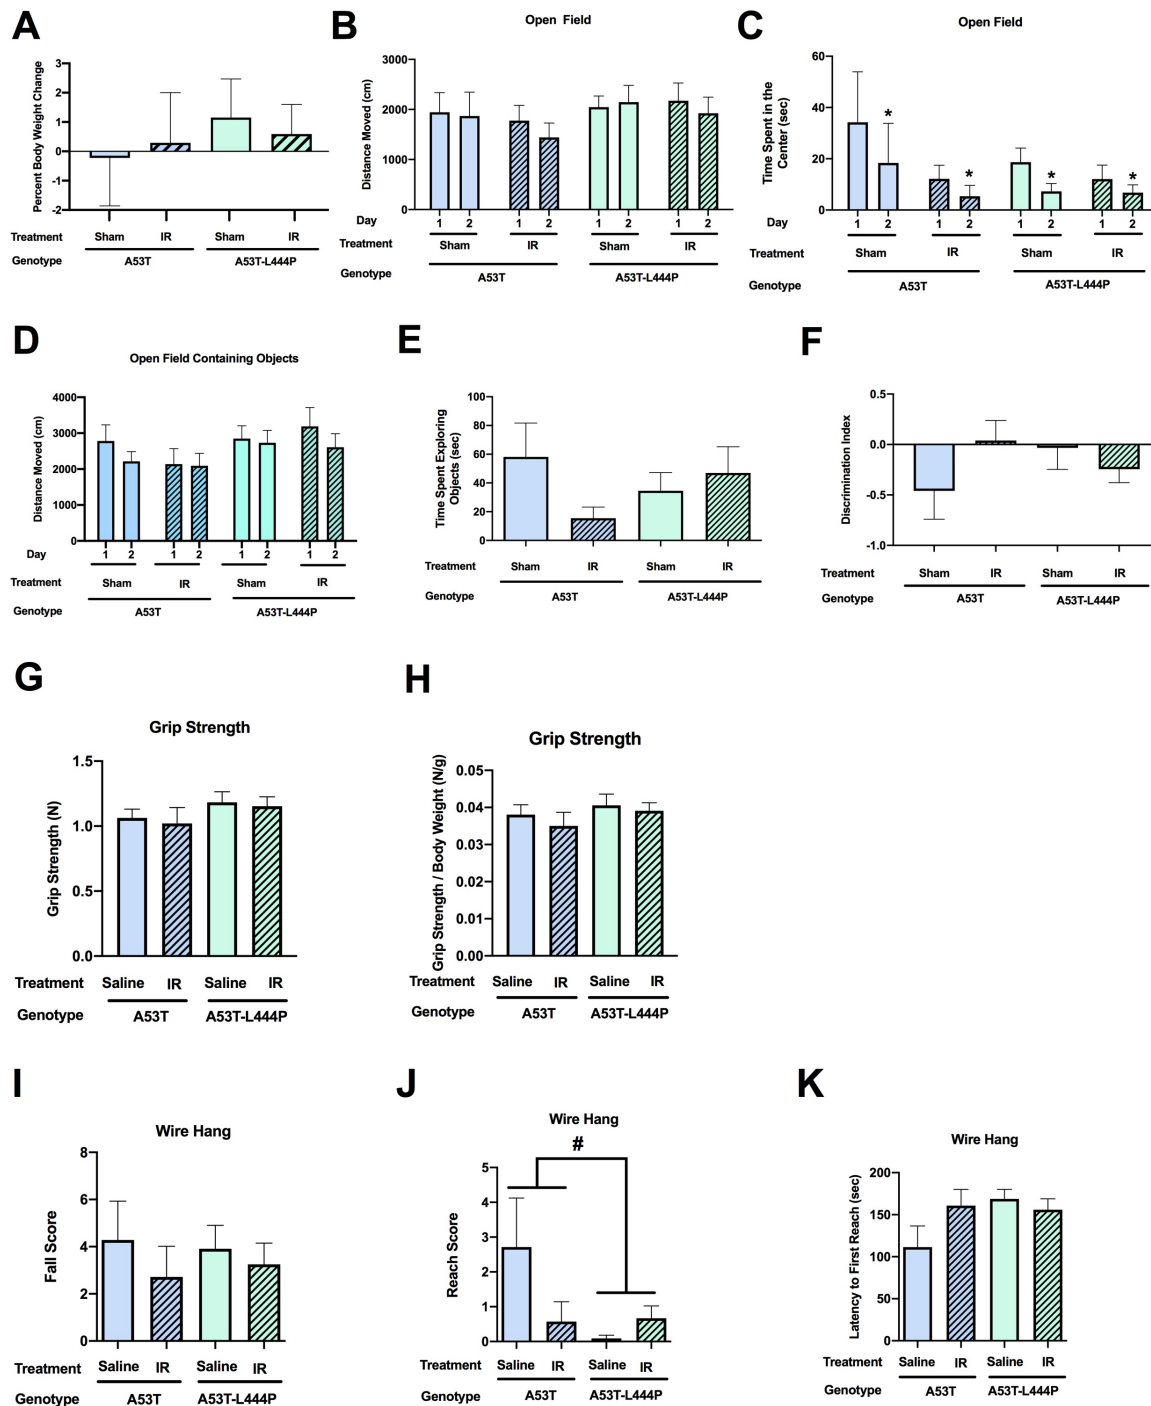 A
Percent Body Weight Change
3
2
1
0
-1
-2
Treatment Sham IR Sham IR
Genotype A53T A53T-L444P
B
Open Field
Distance Moved (cm)
3000
2000
1000
0
Day 1 2 1 2 1 2 1 2
Treatment Sham IR Sham IR
Genotype A53T A53T-L444P
C
Open Field
Time Spent in the
Center (sec)
60
40
20
0
* * * *
Day 1 2 1 2 1 2 1 2
Treatment Sham IR Sham IR
Genotype A53T A53T-L444P
D
Open Field Containing Objects
Distance Moved (cm)
4000
3000
2000
1000
0
Day 1 2 1 2 1 2 1 2
Treatment Sham IR Sham IR
Genotype A53T A53T-L444P
E
Time Spent Exploring
Objects (sec)
100
80
60
40
20
0
Treatment Sham IR Sham IR
Genotype A53T A53T-L444P
F
Discrimination Index
0.5
0.0
-0.5
-1.0
Treatment Sham IR Sham IR
Genotype A53T A53T-L444P
G
Grip Strength
Grip Strength (N)
1.5
1.0
0.5
0.0
Treatment Saline IR Saline IR
Genotype A53T A53T-L444P
H
Grip Strength
Grip Strength / Body Weight (N/g)
0.05
0.04
0.03
0.02
0.01
0.00
Treatment Saline IR Saline IR
Genotype A53T A53T-L444P
I
Wire Hang
Fall Score
8
6
4
2
0
Treatment Saline IR Saline IR
Genotype A53T A53T-L444P
J
Wire Hang
#
Reach Score
5
4
3
2
1
0
Treatment Saline IR Saline IR
Genotype A53T A53T-L444P
K
Wire Hang
Latency to First Reach (sec)
200
150
100
50
0
Treatment Saline IR Saline IR
Genotype A53T A53T-L444P